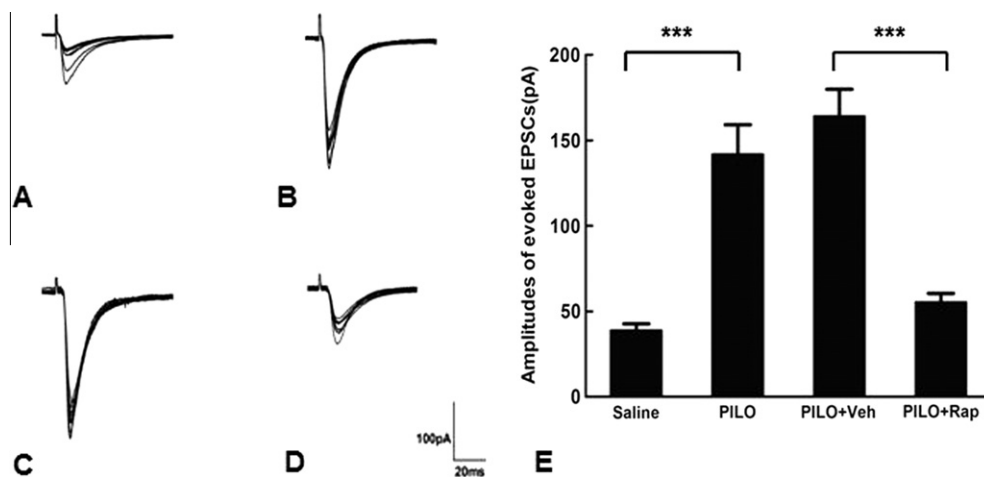 A
B
C
D
100pA
20ms
*** ***
Amplitudes of evoked EPSCs(pA)
200
150
100
50
0
Saline PILO PILO+Veh PILO+Rap
E